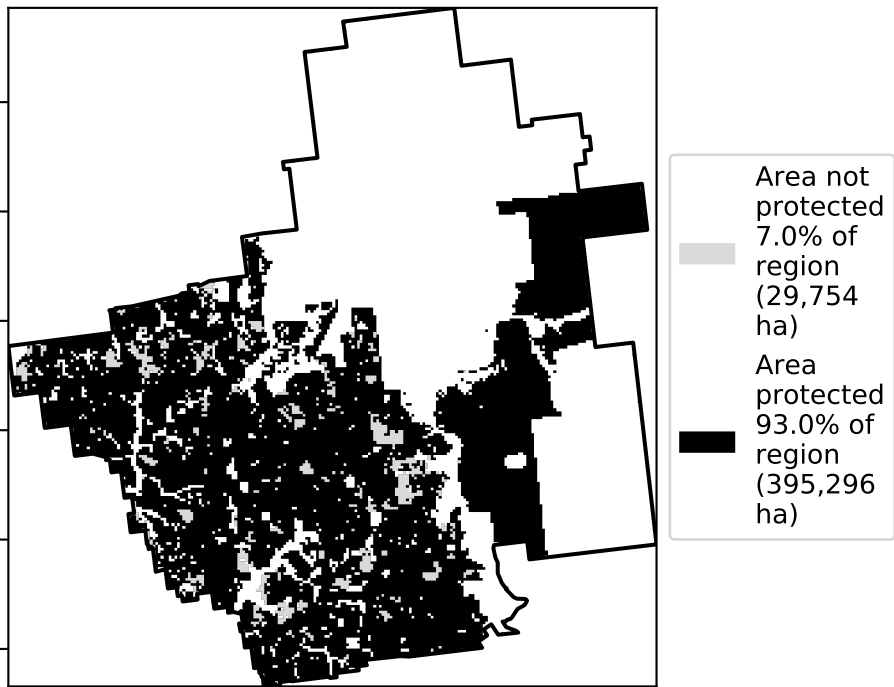 Area not
protected
7.0% of
region
(29,754
ha)
Area
protected
93.0% of
region
(395,296
ha)